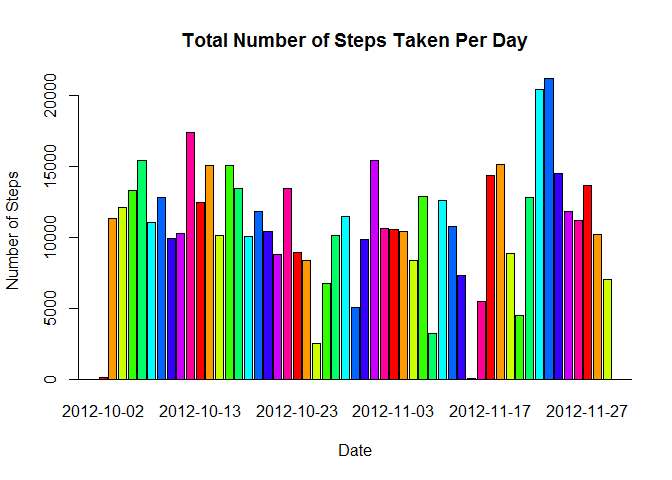 Total Number of Steps Taken Per Day
Number of Steps
20000
15000
10000
5000
0
2012-10-02 2012-10-13 2012-10-23 2012-11-03 2012-11-17 2012-11-27
Date